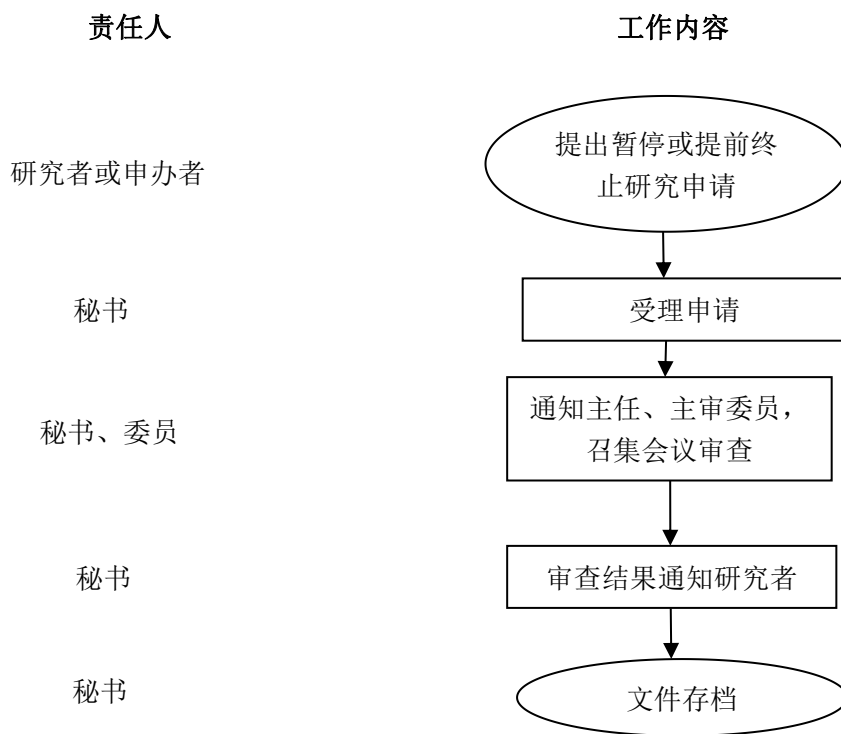 责任人 工作内容
研究者或申办者
提出暂停或提前终
止研究申请
秘书
受理申请
秘书、委员
通知主任、主审委员，
召集会议审查
秘书
审查结果通知研究者
秘书
文件存档